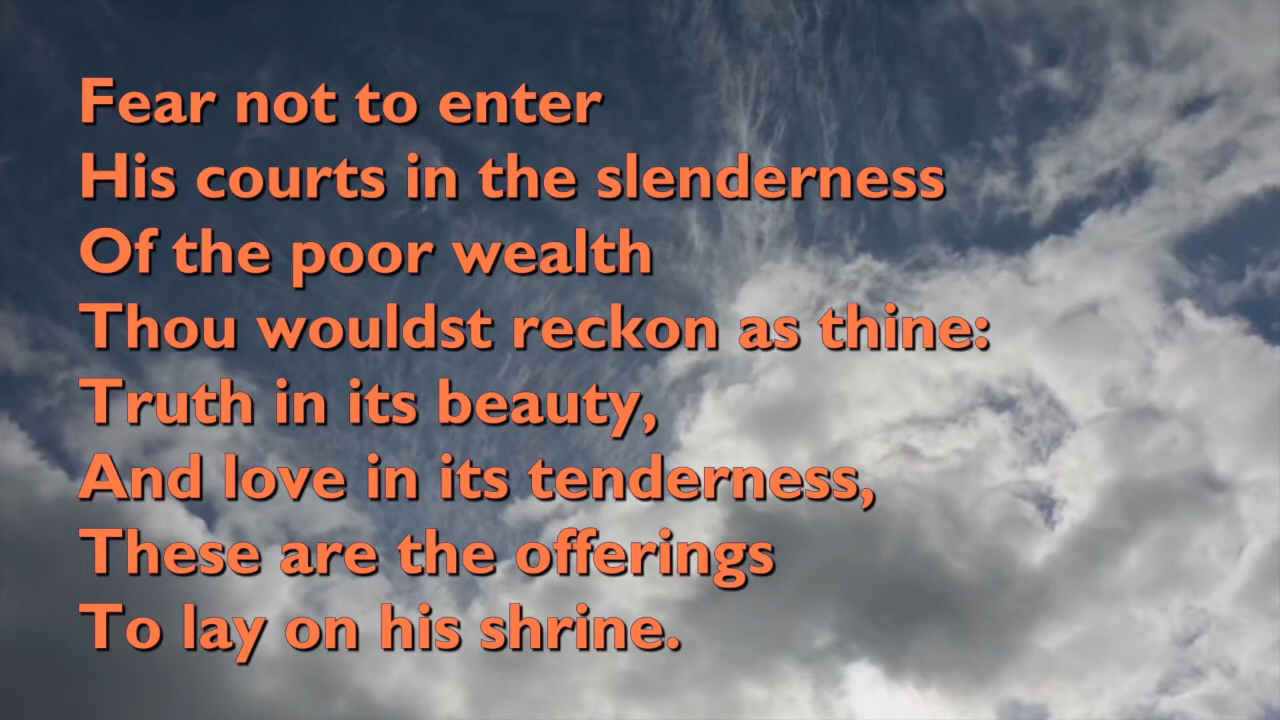 Fear not to enter
His courts in the slenderness
Of the poor wealth
Thou wouldst reckon as thine:
Truth in its beauty,
And love in its tenderness,
These are the offerings
To lay on his shrine.